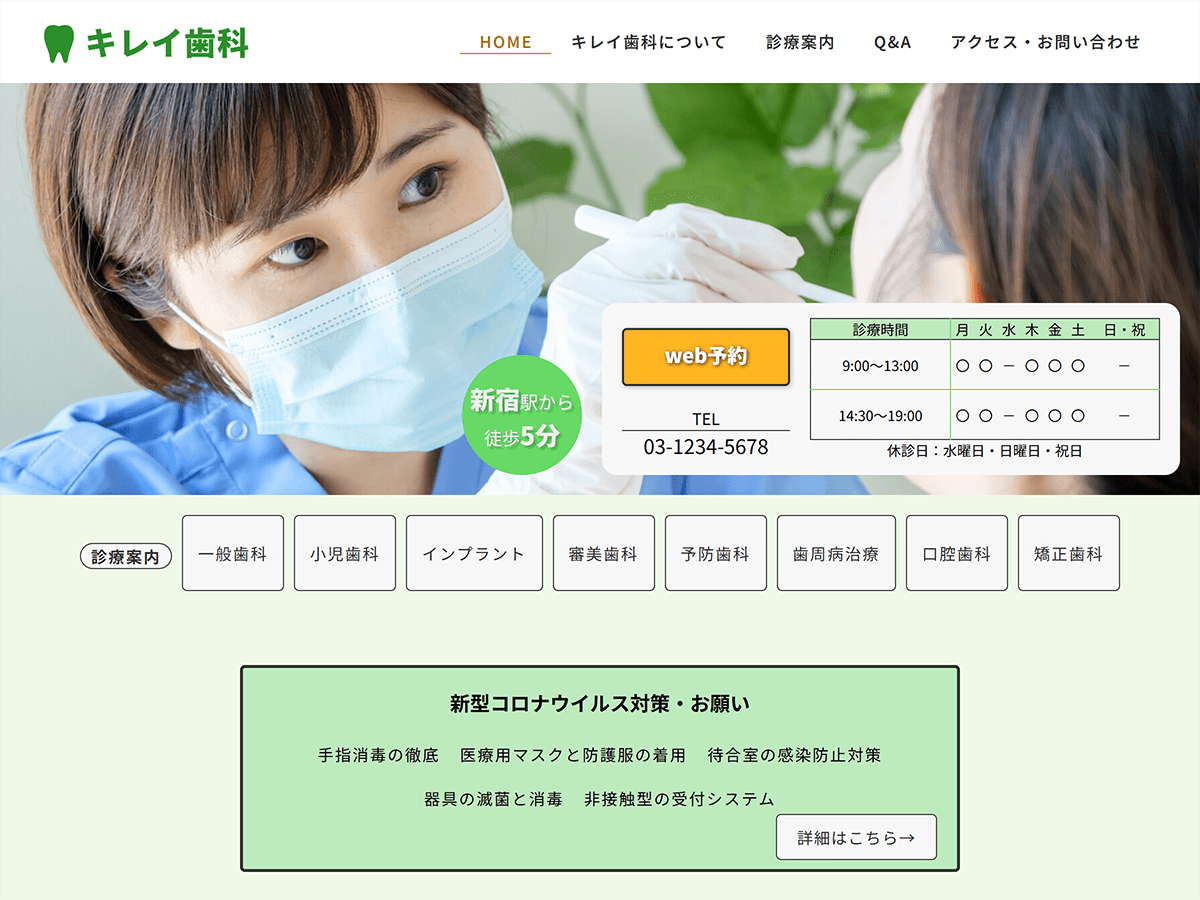 キレイ歯科
HOME キレイ歯科について 診療案内 Q&A アクセス・お問い合わせ
web予約
TEL
03-1234-5678
診療時間 月 火 水 木 金 土 日・祝
9:00〜13:00 〇 〇 − 〇 〇 〇 −
14:30〜19:00 〇 〇 − 〇 〇 〇 −
休診日：水曜日・日曜日・祝日
新宿駅から
徒歩5分
診療案内 一般歯科 小児歯科 インプラント 審美歯科 予防歯科 歯周病治療 口腔歯科 矯正歯科
新型コロナウイルス対策・お願い
手指消毒の徹底 医療用マスクと防護服の着用 待合室の感染防止対策
器具の滅菌と消毒 非接触型の受付システム
詳細はこちら→